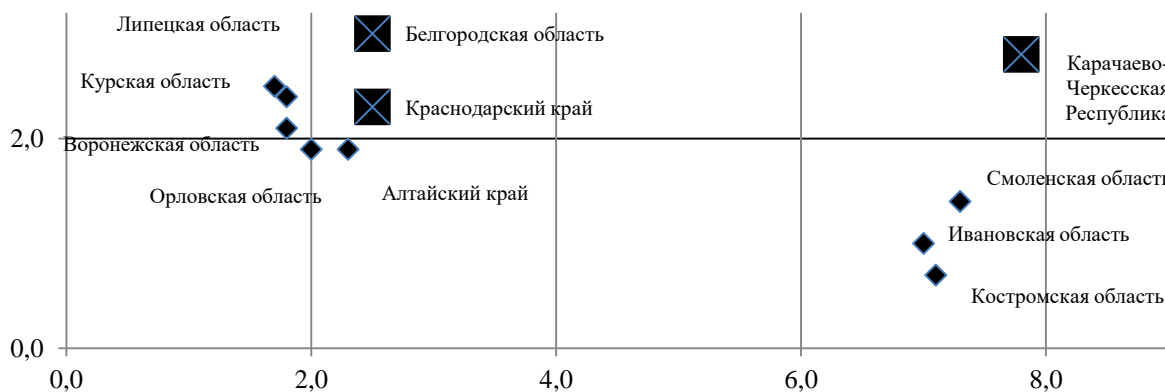 Липецкая область
Белгородская область
Карачаево-
Черкесская
Республика
Курская область
Краснодарский край
2,0
Воронежская область
Смоленская область
Орловская область
Алтайский край
Ивановская область
Костромская область
0,0
0,0 2,0 4,0 6,0 8,0